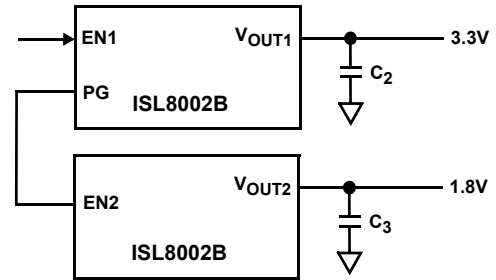 EN1
VOUT1
3.3V
C2
PG
ISL8002B
VOUT2
1.8V
EN2
C3
ISL8002B